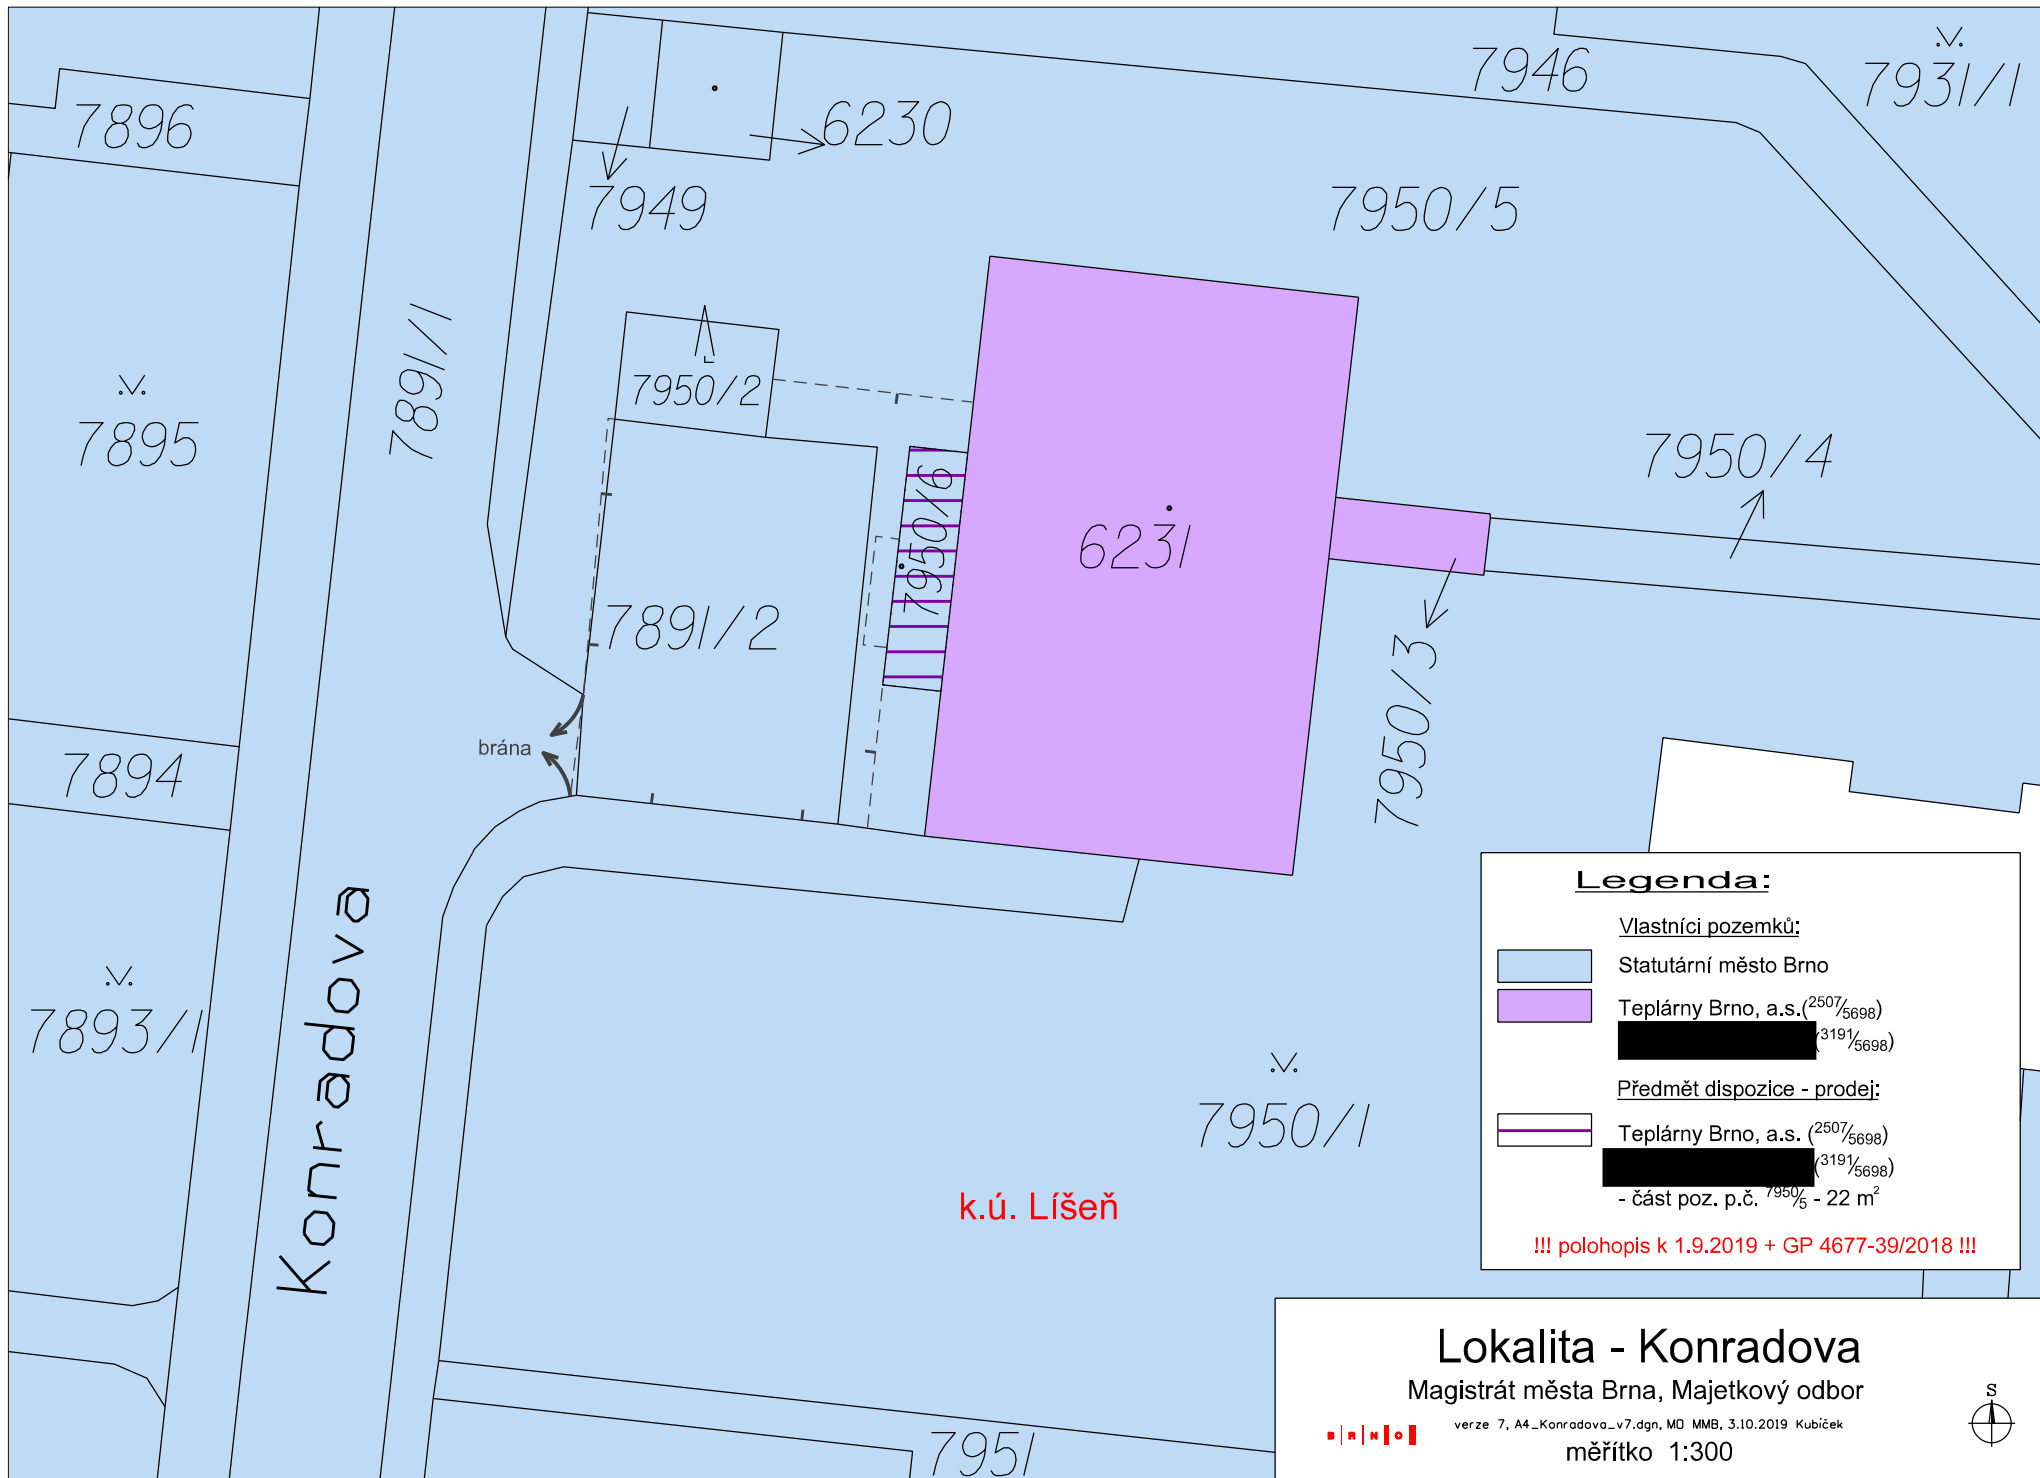 7946
7931/1
7896
6230
7949
7950/5
7891/1
7950/2
7895
7950/4
7950/6
6231
7891/2
7950/3
brána
7894
Konradova
7893/1
7950/1
k.ú. Líšeň
7951
Legenda:
Vlastníci pozemků:
Statutární město Brno
Teplárny Brno, a.s.(2507/5698)
(3191/5698)
Předmět dispozice - prodej:
Teplárny Brno, a.s. (2507/5698)
(3191/5698)
- část poz. p.č. 7950/5 - 22 m²
!!! polohopis k 1.9.2019 + GP 4677-39/2018 !!!
Lokalita - Konradova
Magistrát města Brna, Majetkový odbor
verze 7, A4_Konradova_v7.dgn, MO MMB, 3.10.2019 Kubíček
BRNO
měřítko 1:300
S